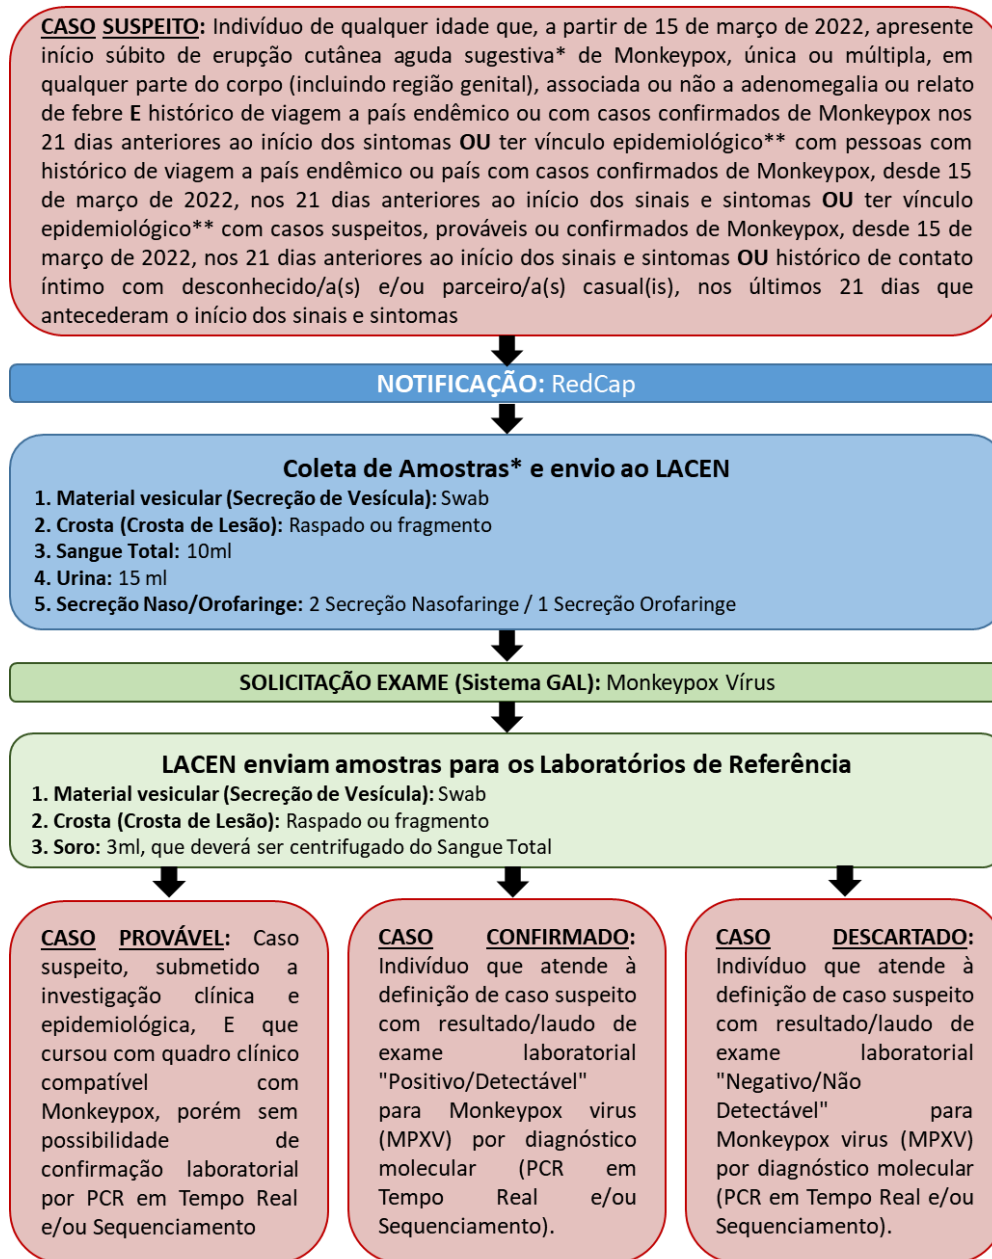 CASO SUSPEITO: Indivíduo de qualquer idade que, a partir de 15 de março de 2022, apresente
início súbito de erupção cutânea aguda sugestiva* de Monkeypox, única ou múltipla, em
qualquer parte do corpo (incluindo região genital), associada ou não a adenomegalia ou relato
de febre E histórico de viagem a país endêmico ou com casos confirmados de Monkeypox nos
21 dias anteriores ao início dos sintomas OU ter vínculo epidemiológico** com pessoas com
histórico de viagem a país endêmico ou país com casos confirmados de Monkeypox, desde 15
de março de 2022, nos 21 dias anteriores ao início dos sinais e sintomas OU ter vínculo
epidemiológico** com casos suspeitos, prováveis ou confirmados de Monkeypox, desde 15 de
março de 2022, nos 21 dias anteriores ao início dos sinais e sintomas OU histórico de contato
íntimo com desconhecido/a(s) e/ou parceiro/a(s) casual(is), nos últimos 21 dias que
antecederam o início dos sinais e sintomas
NOTIFICAÇÃO: RedCap
Coleta de Amostras* e envio ao LACEN
1. Material vesicular (Secreção de Vesícula): Swab
2. Crosta (Crosta de Lesão): Raspado ou fragmento
3. Sangue Total: 10ml
4. Urina: 15 ml
5. Secreção Naso/Orofaringe: 2 Secreção Nasofaringe / 1 Secreção Orofaringe
SOLICITAÇÃO EXAME (Sistema GAL): Monkeypox Vírus
LACEN enviam amostras para os Laboratórios de Referência
1. Material vesicular (Secreção de Vesícula): Swab
2. Crosta (Crosta de Lesão): Raspado ou fragmento
3. Soro: 3ml, que deverá ser centrifugado do Sangue Total
CASO PROVÁVEL: Caso
suspeito, submetido a
investigação clínica e
epidemiológica, E que
cursou com quadro clínico
compatível com
Monkeypox, porém sem
possibilidade de
confirmação laboratorial
por PCR em Tempo Real
e/ou Sequenciamento
CASO CONFIRMADO:
Indivíduo que atende à
definição de caso suspeito
com resultado/laudo de
exame laboratorial
"Positivo/Detectável"
para Monkeypox virus
(MPXV) por diagnóstico
molecular (PCR em
Tempo Real e/ou
Sequenciamento).
CASO DESCARTADO:
Indivíduo que atende à
definição de caso suspeito
com resultado/laudo de
exame laboratorial
"Negativo/Não
Detectável" para
Monkeypox virus (MPXV)
por diagnóstico molecular
(PCR em Tempo Real e/ou
Sequenciamento).